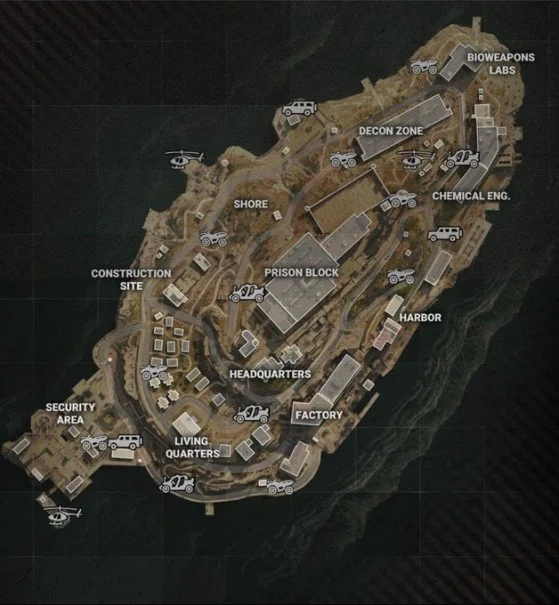 BIOWEAPONS
LABS
DECON ZONE
CHEMICAL ENG.
SHORE
CONSTRUCTION
SITE
PRISON BLOCK
HARBOR
HEADQUARTERS
SECURITY
AREA
FACTORY
LIVING
QUARTERS